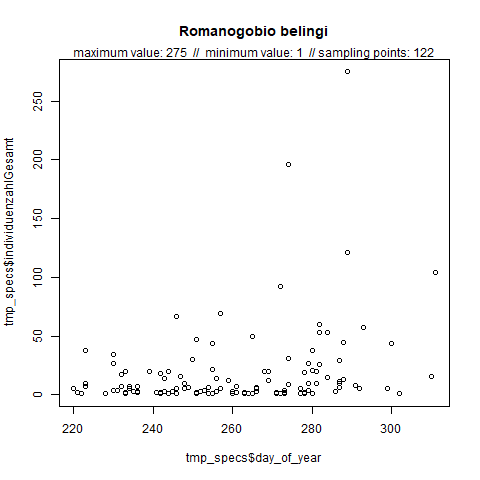 Romanogobio belingi
maximum value: 275 // minimum value: 1 // sampling points: 122
tmp_specs$individuenzahlGesamt
250
200
150
100
50
0
220 240 260 280 300
tmp_specs$day_of_year